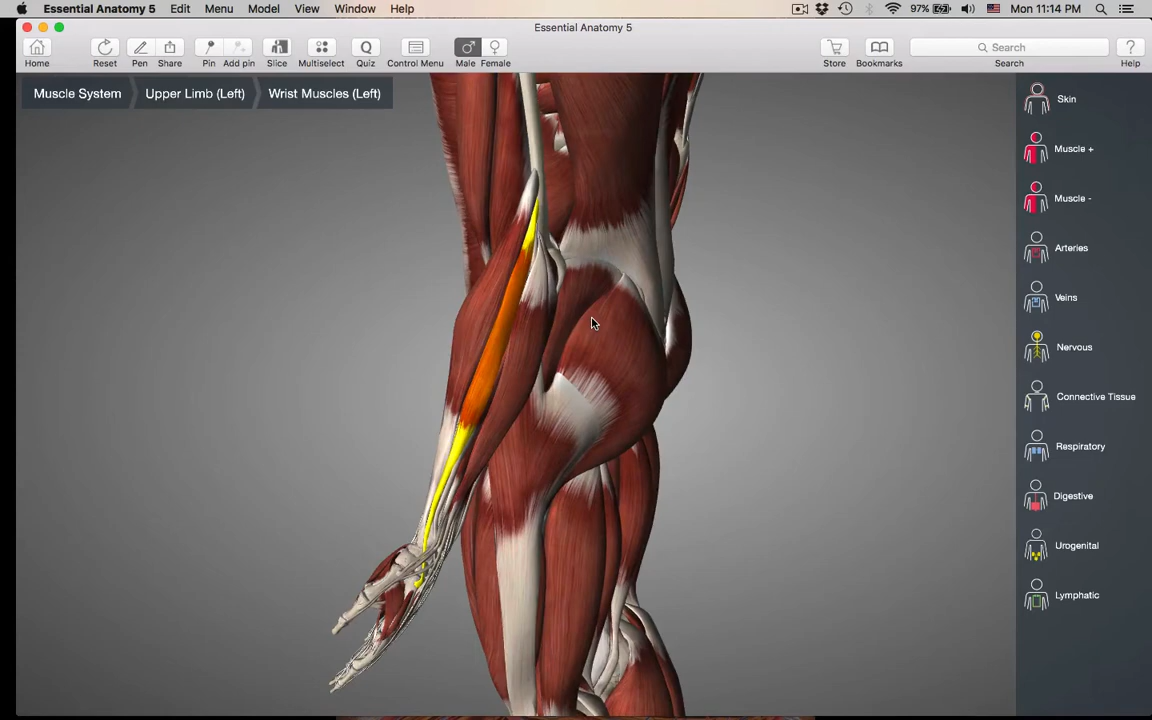 Essential Anatomy 5 Edit Menu Model View Window Help 97% Mon 11:14 PM
Essential Anatomy 5
Home Reset Pen Share Pin Add pin Slice Multiselect Q Quiz Control Menu Male Female Store Bookmarks Search Search ? Help
Muscle System Upper Limb (Left) Wrist Muscles (Left)
Skin
Muscle +
Muscle -
Arteries
Veins
Nervous
Connective Tissue
Respiratory
Digestive
Urogenital
Lymphatic